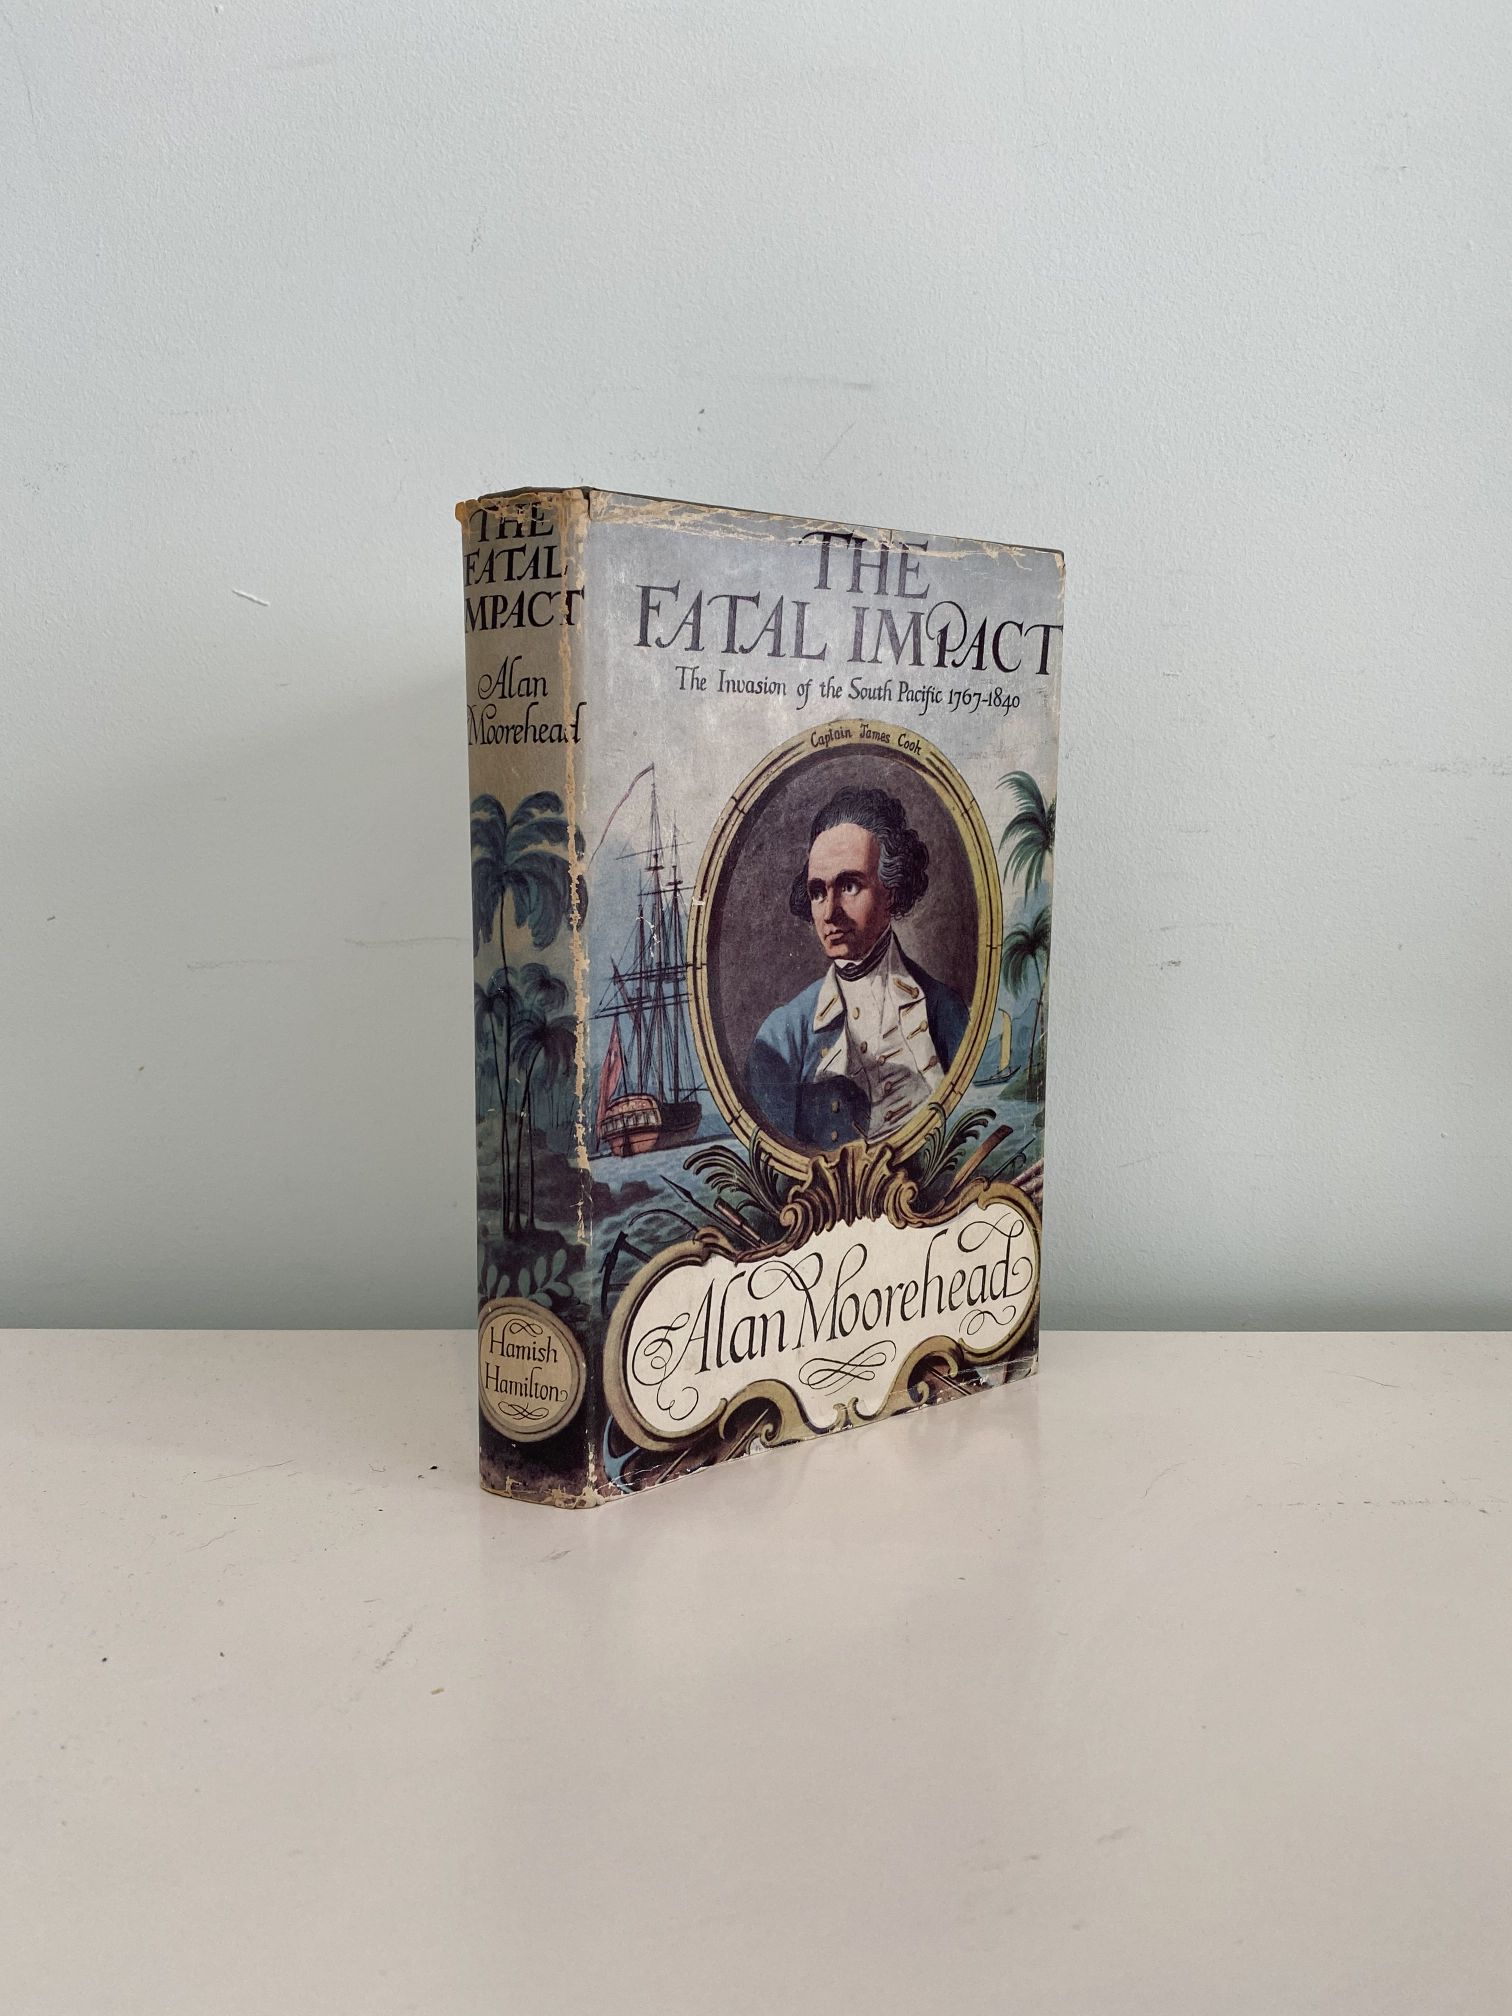 THE
FATAL
IMPACT
Alan
Moorehead
Hamish
Hamilton
THE
FATAL IMPACT
The Invasion of the South Pacific 1767-1840
Captain James Cook
Alan Moorehead